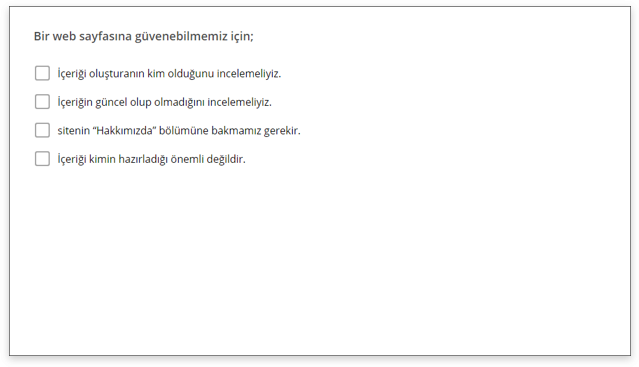 Bir web sayfasına güvenebilmemiz için;
İçeriği oluşturanın kim olduğunu incelemeliyiz.
İçeriğin güncel olup olmadığını incelemeliyiz.
sitenin “Hakkımızda” bölümüne bakmamız gerekir.
İçeriği kimin hazırladığı önemli değildir.